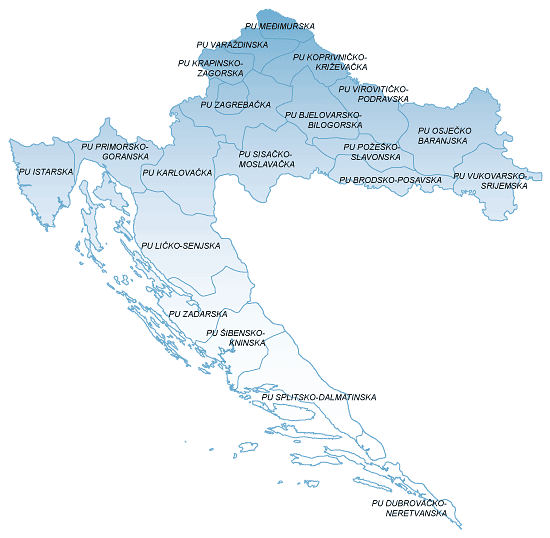 PU MEĐIMURSKA
PU VARAŽDINSKA
PU KOPRIVNIČKO-
KRIŽEVAČKA
PU KRAPINSKO-
ZAGORSKA
PU VIROVITIČKO-
PODRAVSKA
PU ZAGREBAČKA
PU BJELOVARSKO-
BILOGORSKA
PU OSJEČKO
BARANJSKA
PU PRIMORSKO-
GORANSKA
PU SISAČKO-
MOSLAVAČKA
PU POŽEŠKO-
SLAVONSKA
PU ISTARSKA
PU KARLOVAČKA
PU BRODSKO-POSAVSKA
PU VUKOVARSKO-
SRIJEMSKA
PU LIČKO-SENJSKA
PU ZADARSKA
PU ŠIBENSKO-
KNINSKA
PU SPLITSKO-DALMATINSKA
PU DUBROVAČKO-
NERETVANSKA